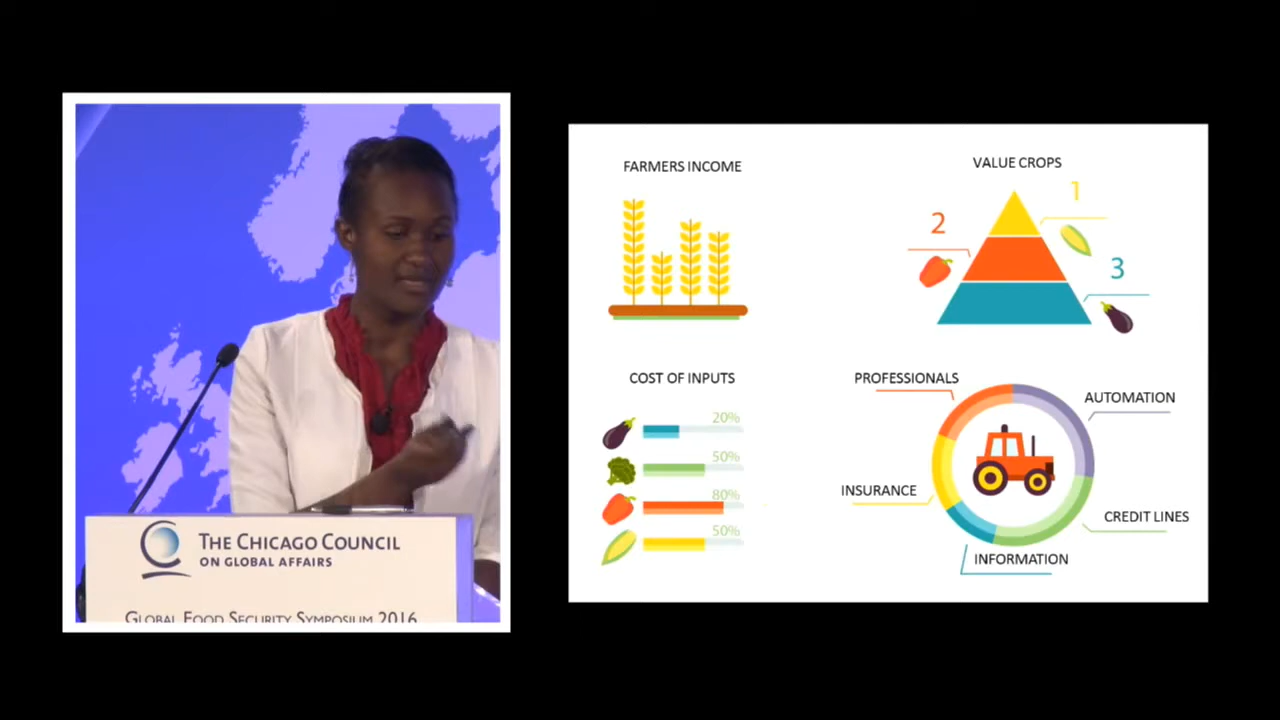 THE CHICAGO COUNCIL
ON GLOBAL AFFAIRS
GLOBAL FOOD SECURITY SYMPOSIUM 2016
FARMERS INCOME
VALUE CROPS
1
2
3
COST OF INPUTS
20%
50%
80%
50%
PROFESSIONALS
AUTOMATION
INSURANCE
CREDIT LINES
INFORMATION